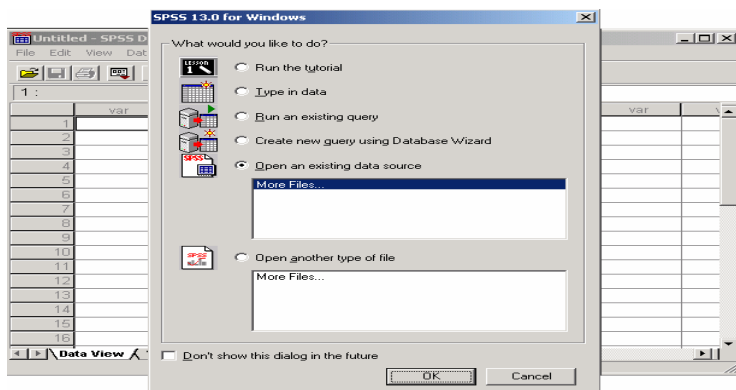 SPSS 13.0 for Windows
Untitled - SPSS D
File Edit View Dat
1 :
var
var
1
2
3
4
5
6
7
8
9
10
11
12
13
14
15
16
Data View
What would you like to do?
LESSON 1
Run the tutorial
Type in data
Run an existing query
Create new query using Database Wizard
SPSS
Open an existing data source
More Files...
SPSS
Open another type of file
More Files...
Don't show this dialog in the future
OK Cancel